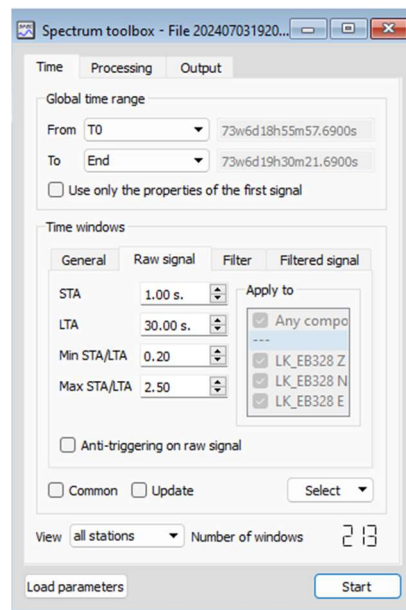 Spectrum toolbox - File 202407031920...
Time Processing Output
Global time range
From T0 73w6d18h55m57.6900s
To End 73w6d19h30m21.6900s
Use only the properties of the first signal
Time windows
General Raw signal Filter Filtered signal
STA 1.00 s. Apply to
LTA 30.00 s. Any compo
---
Min STA/LTA 0.20 LK_EB328 Z
LK_EB328 N
Max STA/LTA 2.50 LK_EB328 E
Anti-triggering on raw signal
Common Update Select
View all stations Number of windows 213
Load parameters Start